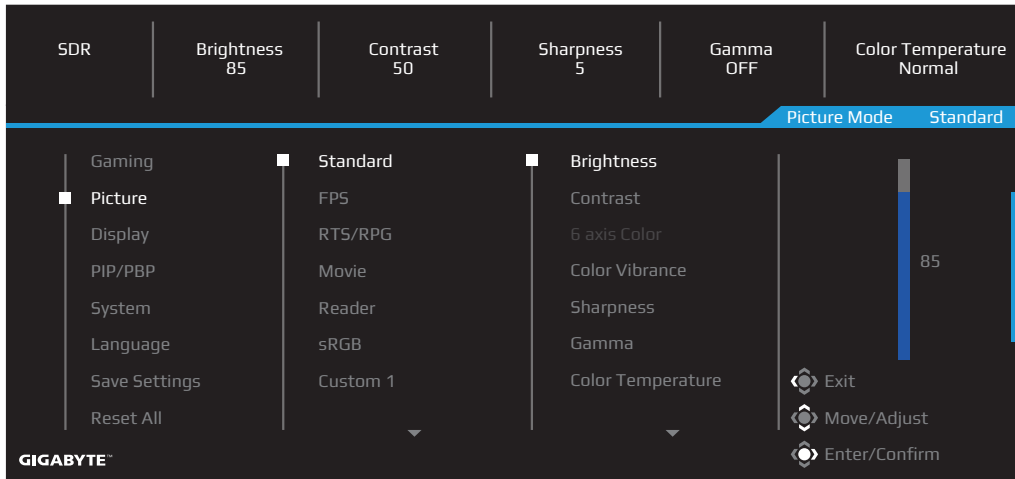 SDR
Brightness
85
Contrast
50
Sharpness
5
Gamma
OFF
Color Temperature
Normal
Picture Mode Standard
Gaming
Picture
Display
PIP/PBP
System
Language
Save Settings
Reset All
Standard
FPS
RTS/RPG
Movie
Reader
sRGB
Custom 1
Brightness
Contrast
6 axis Color
Color Vibrance
Sharpness
Gamma
Color Temperature
85
Exit
Move/Adjust
Enter/Confirm
GIGABYTE™